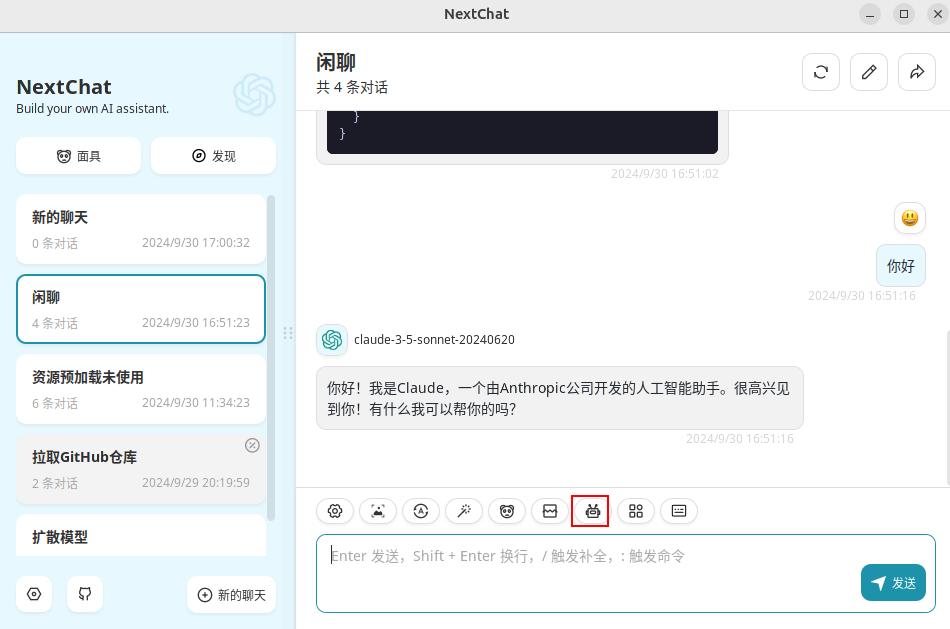 NextChat
NextChat
Build your own AI assistant.
面具
发现
新的聊天
0 条对话
2024/9/30 17:00:32
闲聊
4 条对话
2024/9/30 16:51:23
资源预加载未使用
6 条对话
2024/9/30 11:34:23
拉取GitHub仓库
2 条对话
2024/9/29 20:19:59
扩散模型
新的聊天
闲聊
共 4 条对话
}
}
2024/9/30 16:51:02
你好
2024/9/30 16:51:16
claude-3-5-sonnet-20240620
你好！我是Claude，一个由Anthropic公司开发的人工智能助手。很高兴见
到你！有什么我可以帮你的吗？
2024/9/30 16:51:16
Enter 发送，Shift + Enter 换行，/ 触发补全，: 触发命令
发送